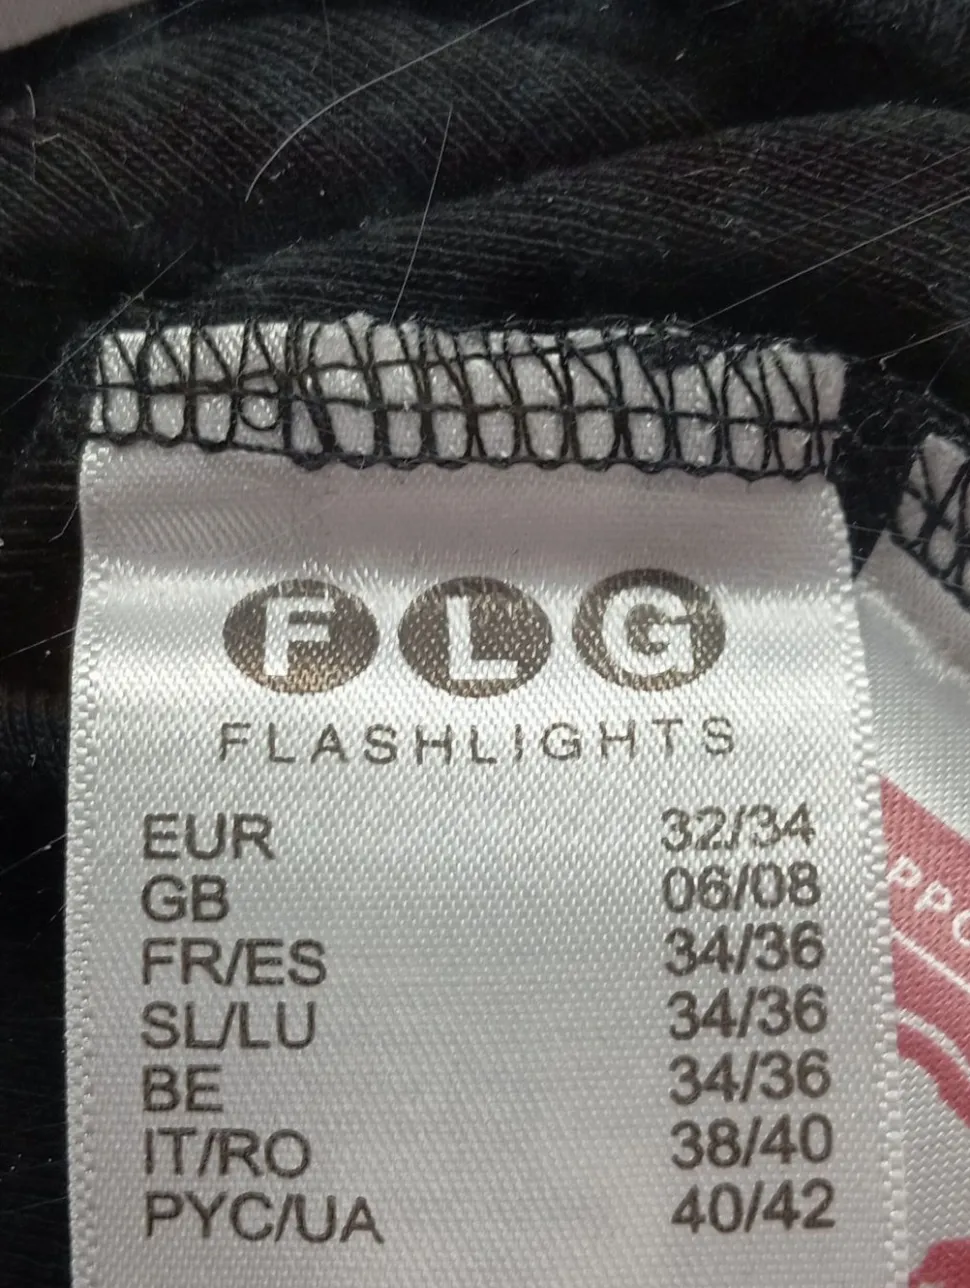 F L G
FLASHLIGHTS
EUR 32/34
GB 06/08
FR/ES 34/36
SL/LU 34/36
BE 34/36
IT/RO 38/40
PYC/UA 40/42